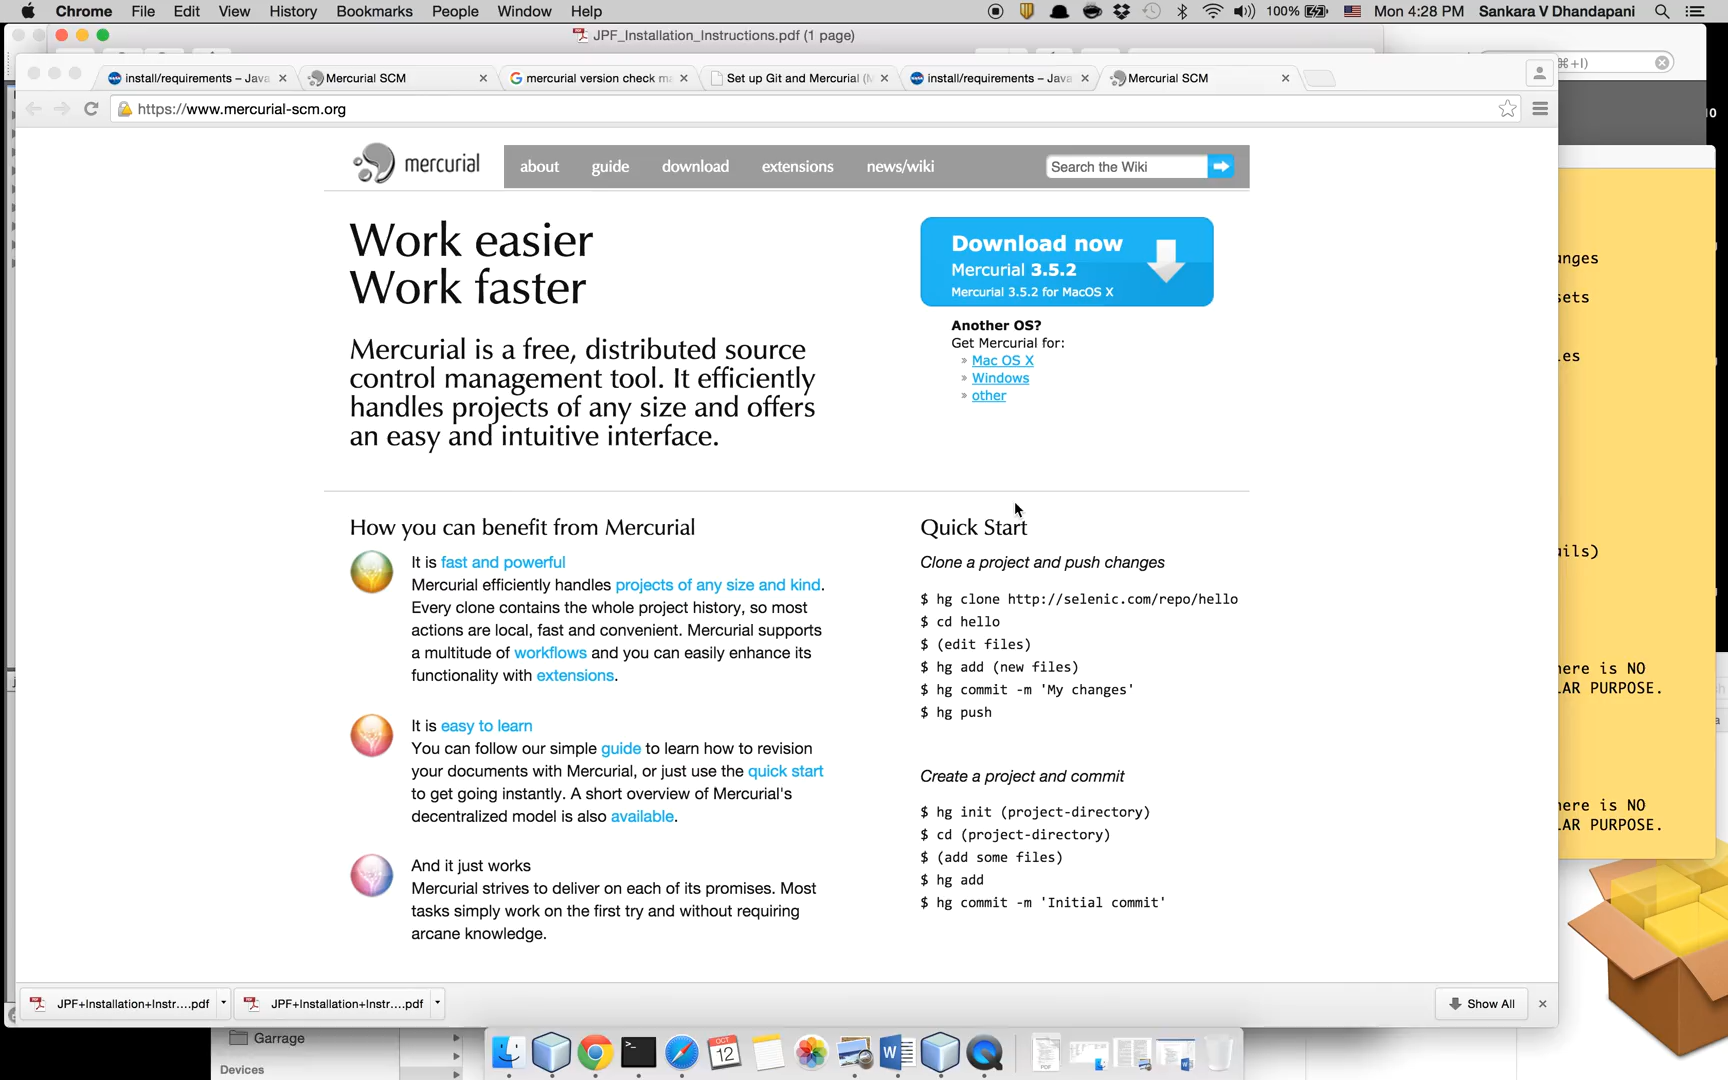 Chrome File Edit View History Bookmarks People Window Help
100% Mon 4:28 PM Sankara V Dhandapani
JPF_Installation_Instructions.pdf (1 page)
⌘+I)
install/requirements – Java
Mercurial SCM
mercurial version check ma
Set up Git and Mercurial (M
install/requirements – Java
Mercurial SCM
https://www.mercurial-scm.org
mercurial
about guide download extensions news/wiki
Search the Wiki
Work easier
Work faster
Mercurial is a free, distributed source
control management tool. It efficiently
handles projects of any size and offers
an easy and intuitive interface.
Download now
Mercurial 3.5.2
Mercurial 3.5.2 for MacOS X
Another OS?
Get Mercurial for:
» Mac OS X
» Windows
» other
How you can benefit from Mercurial
It is fast and powerful
Mercurial efficiently handles projects of any size and kind.
Every clone contains the whole project history, so most
actions are local, fast and convenient. Mercurial supports
a multitude of workflows and you can easily enhance its
functionality with extensions.
It is easy to learn
You can follow our simple guide to learn how to revision
your documents with Mercurial, or just use the quick start
to get going instantly. A short overview of Mercurial's
decentralized model is also available.
And it just works
Mercurial strives to deliver on each of its promises. Most
tasks simply work on the first try and without requiring
arcane knowledge.
Quick Start
Clone a project and push changes
$ hg clone http://selenic.com/repo/hello
$ cd hello
$ (edit files)
$ hg add (new files)
$ hg commit -m 'My changes'
$ hg push
Create a project and commit
$ hg init (project-directory)
$ cd (project-directory)
$ (add some files)
$ hg add
$ hg commit -m 'Initial commit'
anges
sets
les
ails)
here is NO
LAR PURPOSE.
here is NO
LAR PURPOSE.
JPF+Installation+Instr....pdf
JPF+Installation+Instr....pdf
Show All
Garrage
Devices
OCT
12
PDF